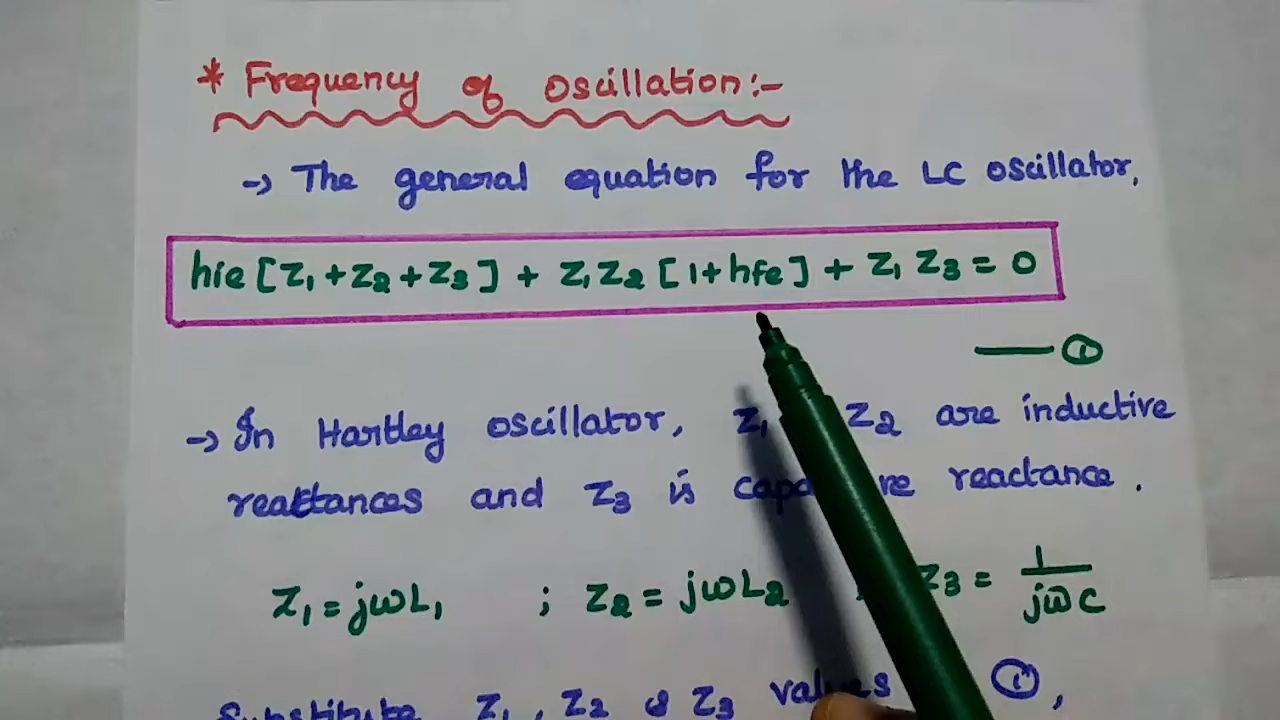 * Frequency of Oscillation:-
→ The general equation for the LC oscillator,
hie [Z₁ + Z₂ + Z₃] + Z₁Z₂ [1 + hfe] + Z₁ Z₃ = 0
— ①
→ In Hartley oscillator, Z₁ Z₂ are inductive
reactances and Z₃ is reactance.
Z₁ = jωL₁ ; Z₂ = jωL₂ ; Z₃ = 1/jωC
Substitute Z₁, Z₂ & Z₃ values ①,